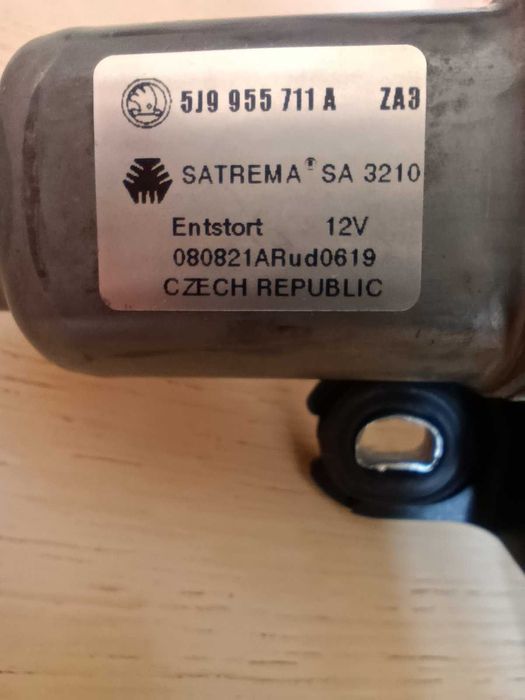 5J9 955 711 A ZA3
SATREMA® SA 3210
Entstort 12V
080821ARud0619
CZECH REPUBLIC